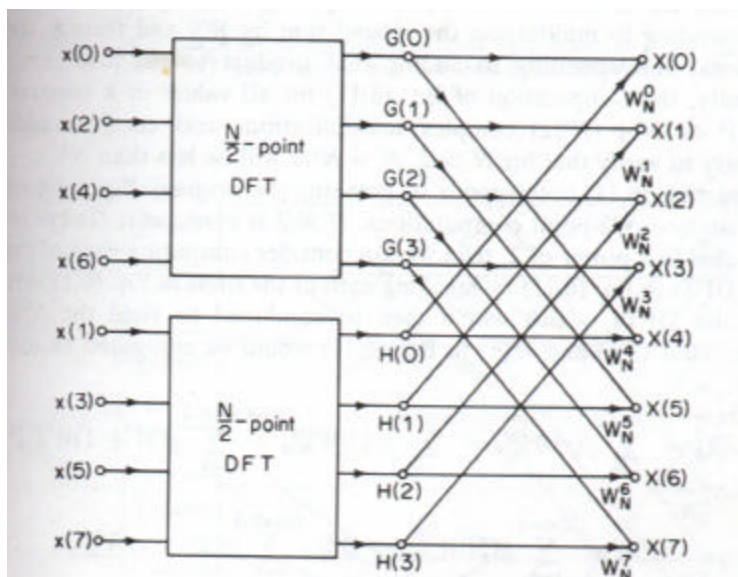 x(0)
x(2)
x(4)
x(6)
x(1)
x(3)
x(5)
x(7)
N/2-point
DFT
N/2-point
DFT
G(0)
G(1)
G(2)
G(3)
H(0)
H(1)
H(2)
H(3)
X(0)
W_N^0
X(1)
W_N^1
X(2)
W_N^2
X(3)
W_N^3
X(4)
W_N^4
X(5)
W_N^5
X(6)
W_N^6
X(7)
W_N^7